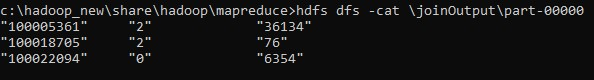 c:\hadoop_new\share\hadoop\mapreduce>hdfs dfs -cat \joinOutput\part-00000
"100005361" "2" "36134"
"100018705" "2" "76"
"100022094" "0" "6354"